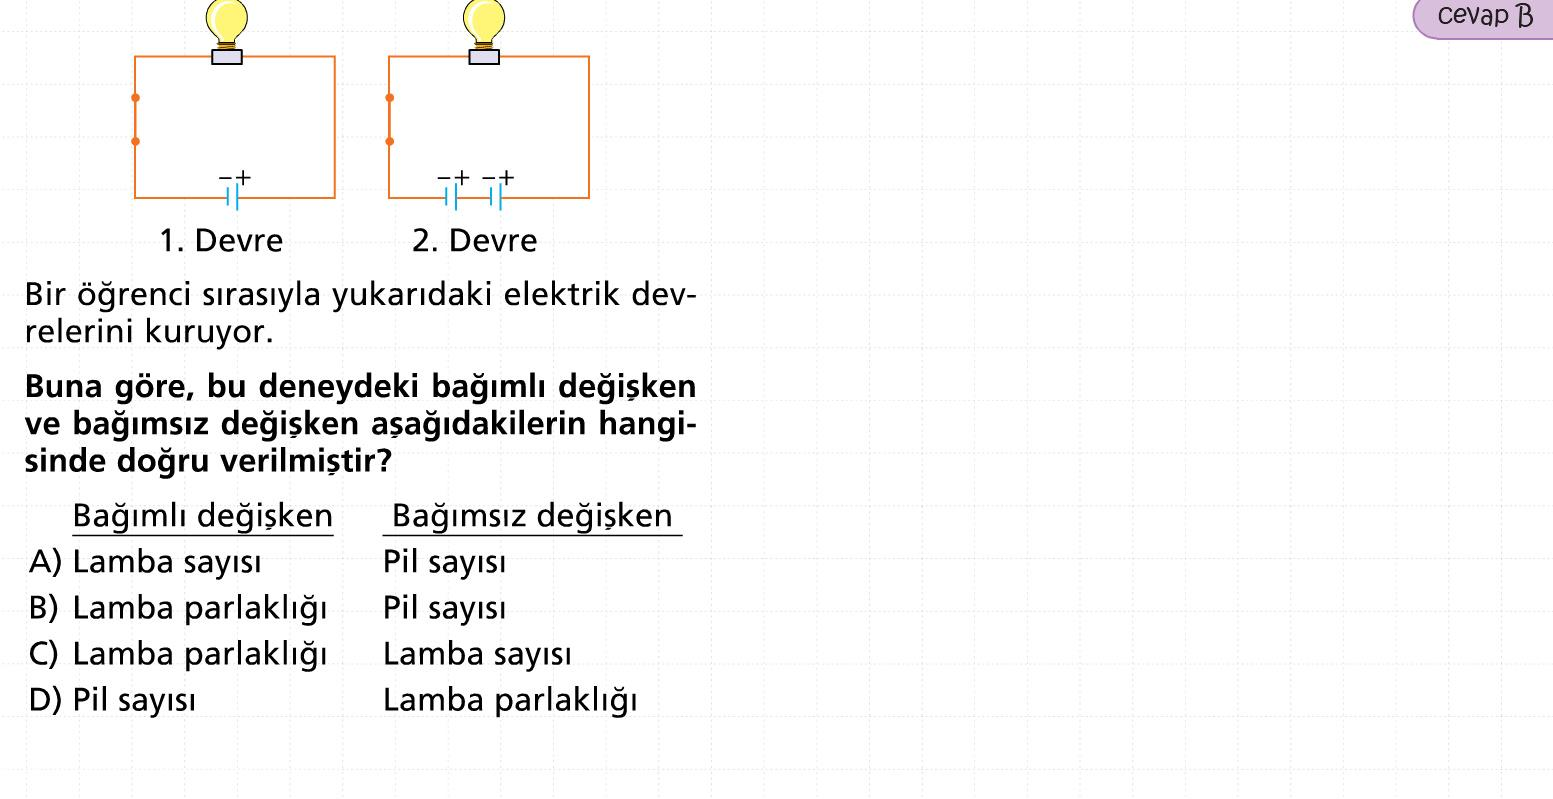 cevap B
−+
−+ −+
1. Devre 2. Devre
Bir öğrenci sırasıyla yukarıdaki elektrik dev-
relerini kuruyor.
Buna göre, bu deneydeki bağımlı değişken
ve bağımsız değişken aşağıdakilerin hangi-
sinde doğru verilmiştir?
Bağımlı değişken Bağımsız değişken
A) Lamba sayısı Pil sayısı
B) Lamba parlaklığı Pil sayısı
C) Lamba parlaklığı Lamba sayısı
D) Pil sayısı Lamba parlaklığı